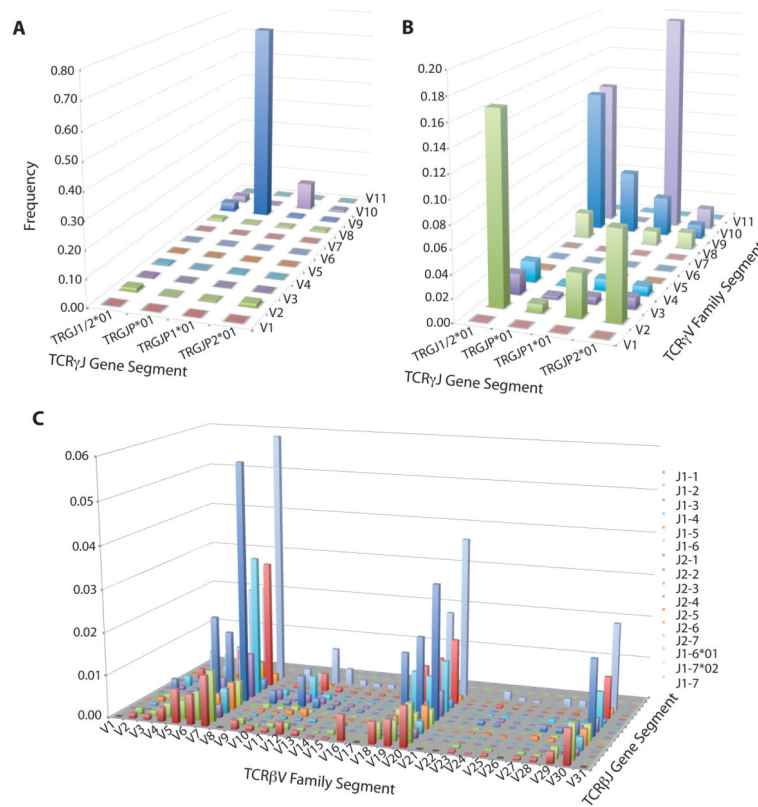 A
Frequency
0.80
0.70
0.60
0.50
0.40
0.30
0.20
0.10
0.00
TRGJ1/2*01
TRGJP*01
TRGJP1*01
TRGJP2*01
TCRγJ Gene Segment
V1
V2
V3
V4
V5
V6
V7
V8
V9
V10
V11
B
0.20
0.18
0.16
0.14
0.12
0.10
0.08
0.06
0.04
0.02
0.00
TRGJ1/2*01
TRGJP*01
TRGJP1*01
TRGJP2*01
TCRγJ Gene Segment
V1
V2
V3
V4
V5
V6
V7
V8
V9
V10
V11
TCRγV Family Segment
C
0.06
0.05
0.04
0.03
0.02
0.01
0.00
V1
V2
V3
V4
V5
V6
V7
V8
V9
V10
V11
V12
V13
V14
V15
V16
V17
V18
V19
V20
V21
V22
V23
V24
V25
V26
V27
V28
V29
V30
V31
TCRβV Family Segment
TCRβJ Gene Segment
J1-1
J1-2
J1-3
J1-4
J1-5
J1-6
J2-1
J2-2
J2-3
J2-4
J2-5
J2-6
J2-7
J1-6*01
J1-7*02
J1-7